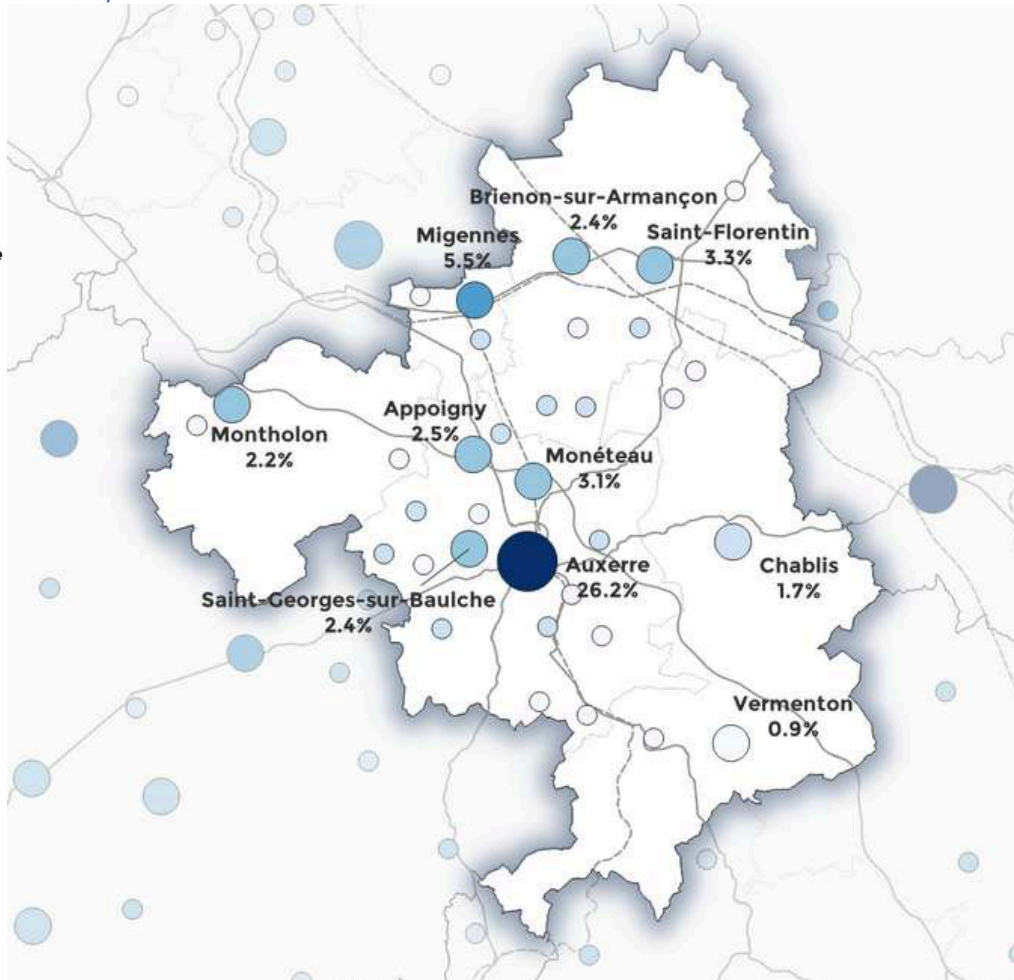 Brienon-sur-Armançon
2.4%
Saint-Florentin
3.3%
Migennes
5.5%
e
Appoigny
2.5%
Montholon
2.2%
Monéteau
3.1%
Auxerre
26.2%
Chablis
1.7%
Saint-Georges-sur-Baulche
2.4%
Vermenton
0.9%